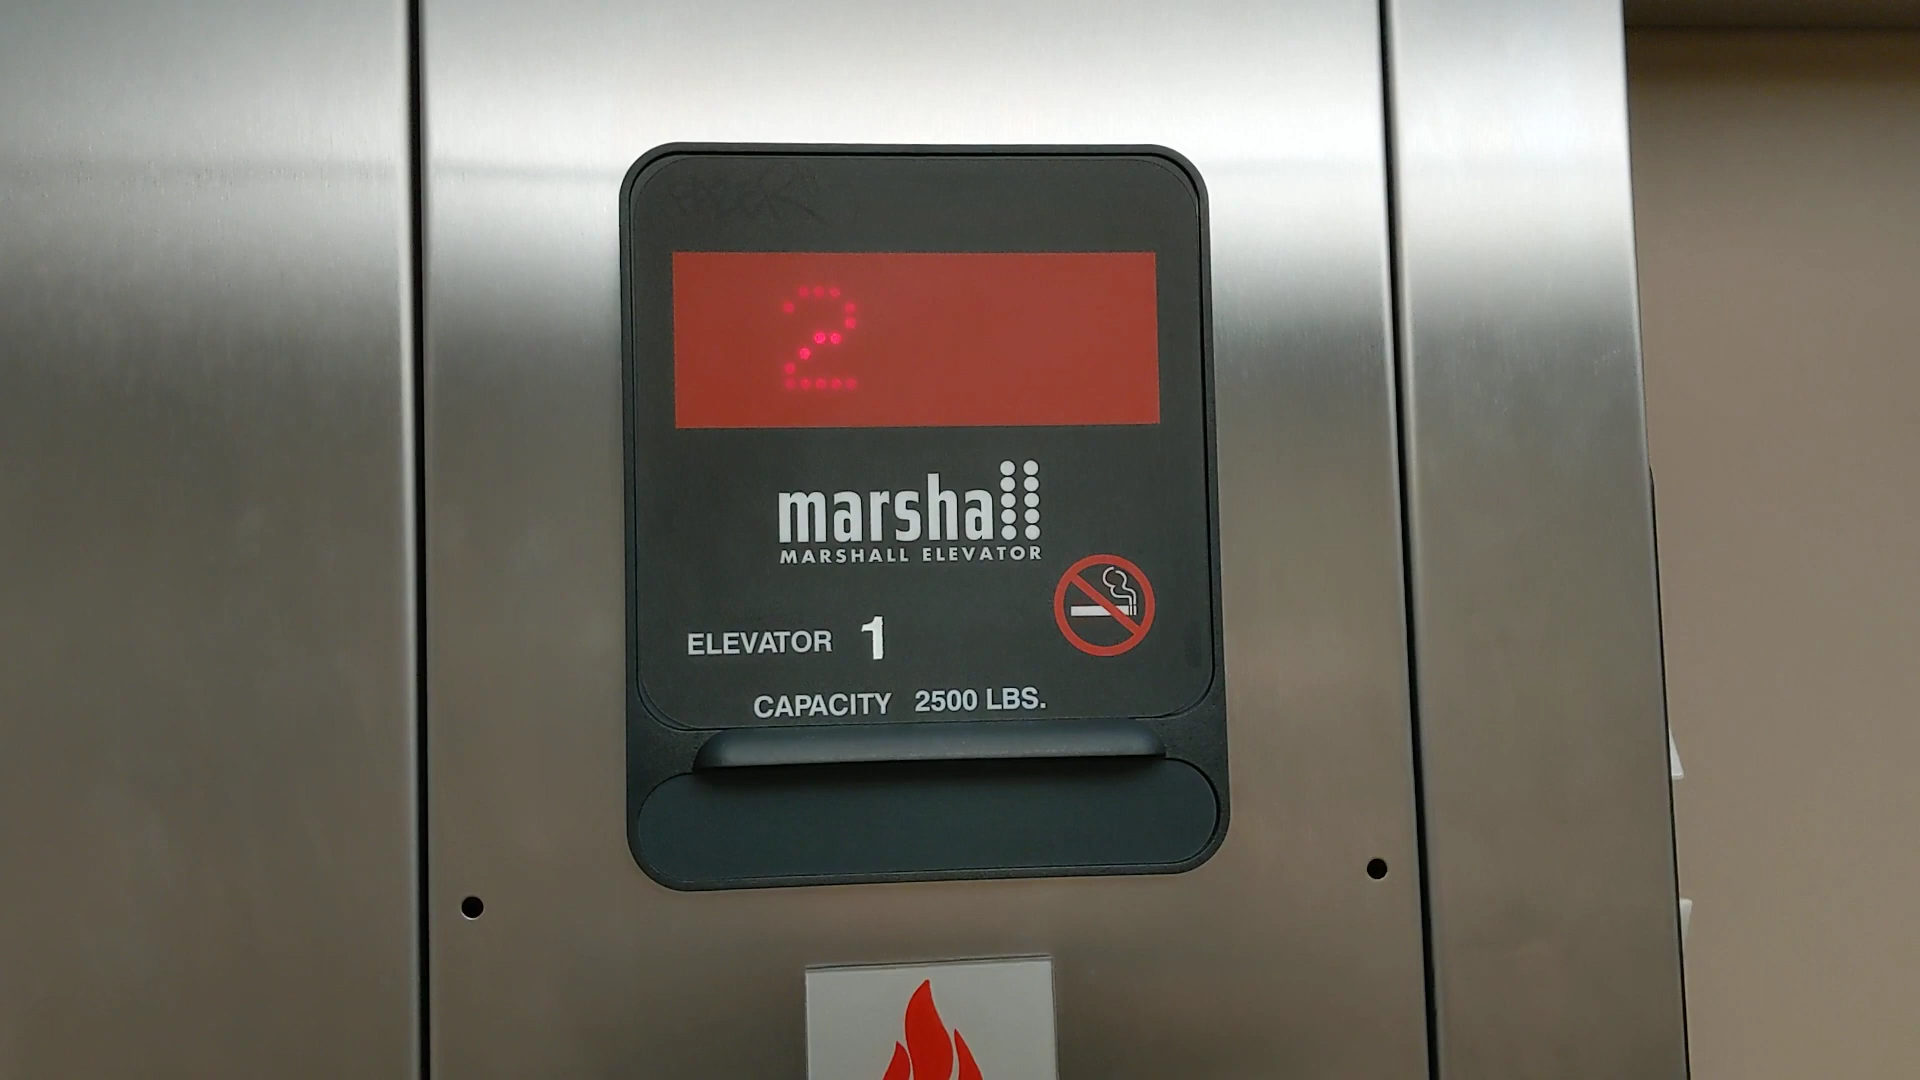 2
marshall
MARSHALL ELEVATOR
ELEVATOR 1
CAPACITY 2500 LBS.